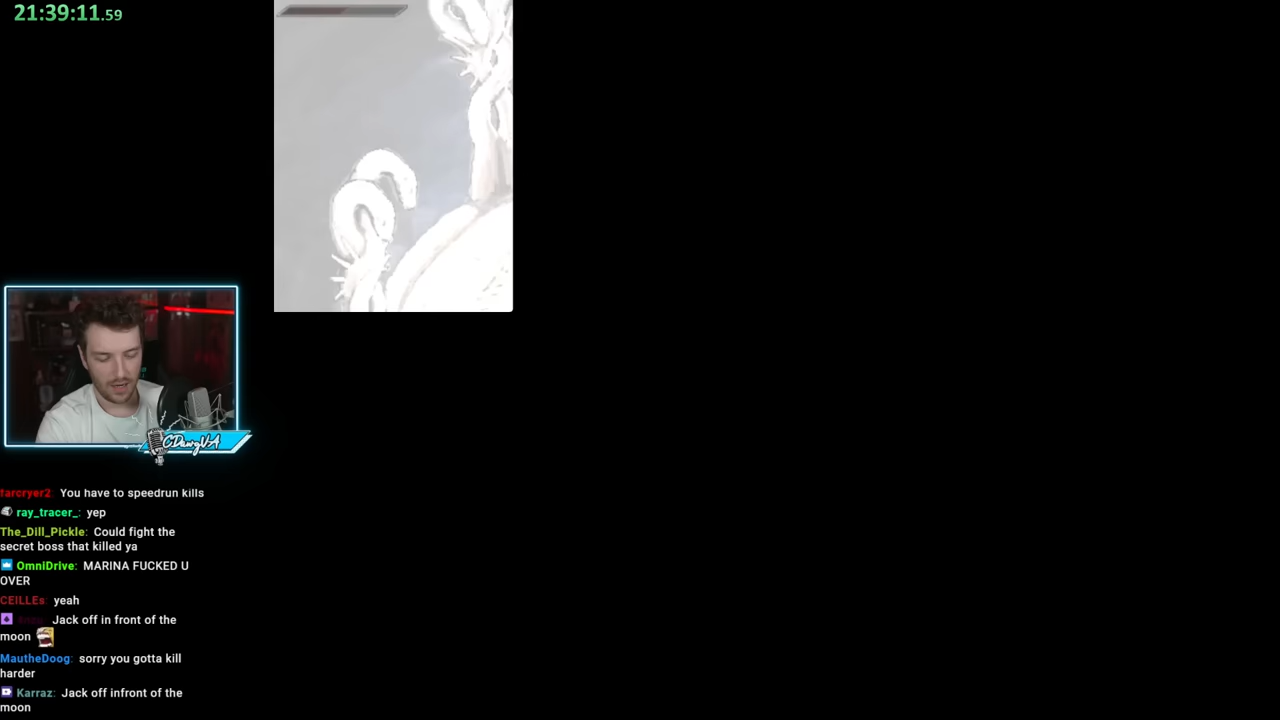 21:39:11.59
CDawgVA
farcryer2: You have to speedrun kills
ray_tracer_: yep
The_Dill_Pickle: Could fight the
secret boss that killed ya
OmniDrive: MARINA FUCKED U
OVER
CEILLEs: yeah
Jack off in front of the
moon
MautheDoog: sorry you gotta kill
harder
Karraz: Jack off infront of the
moon